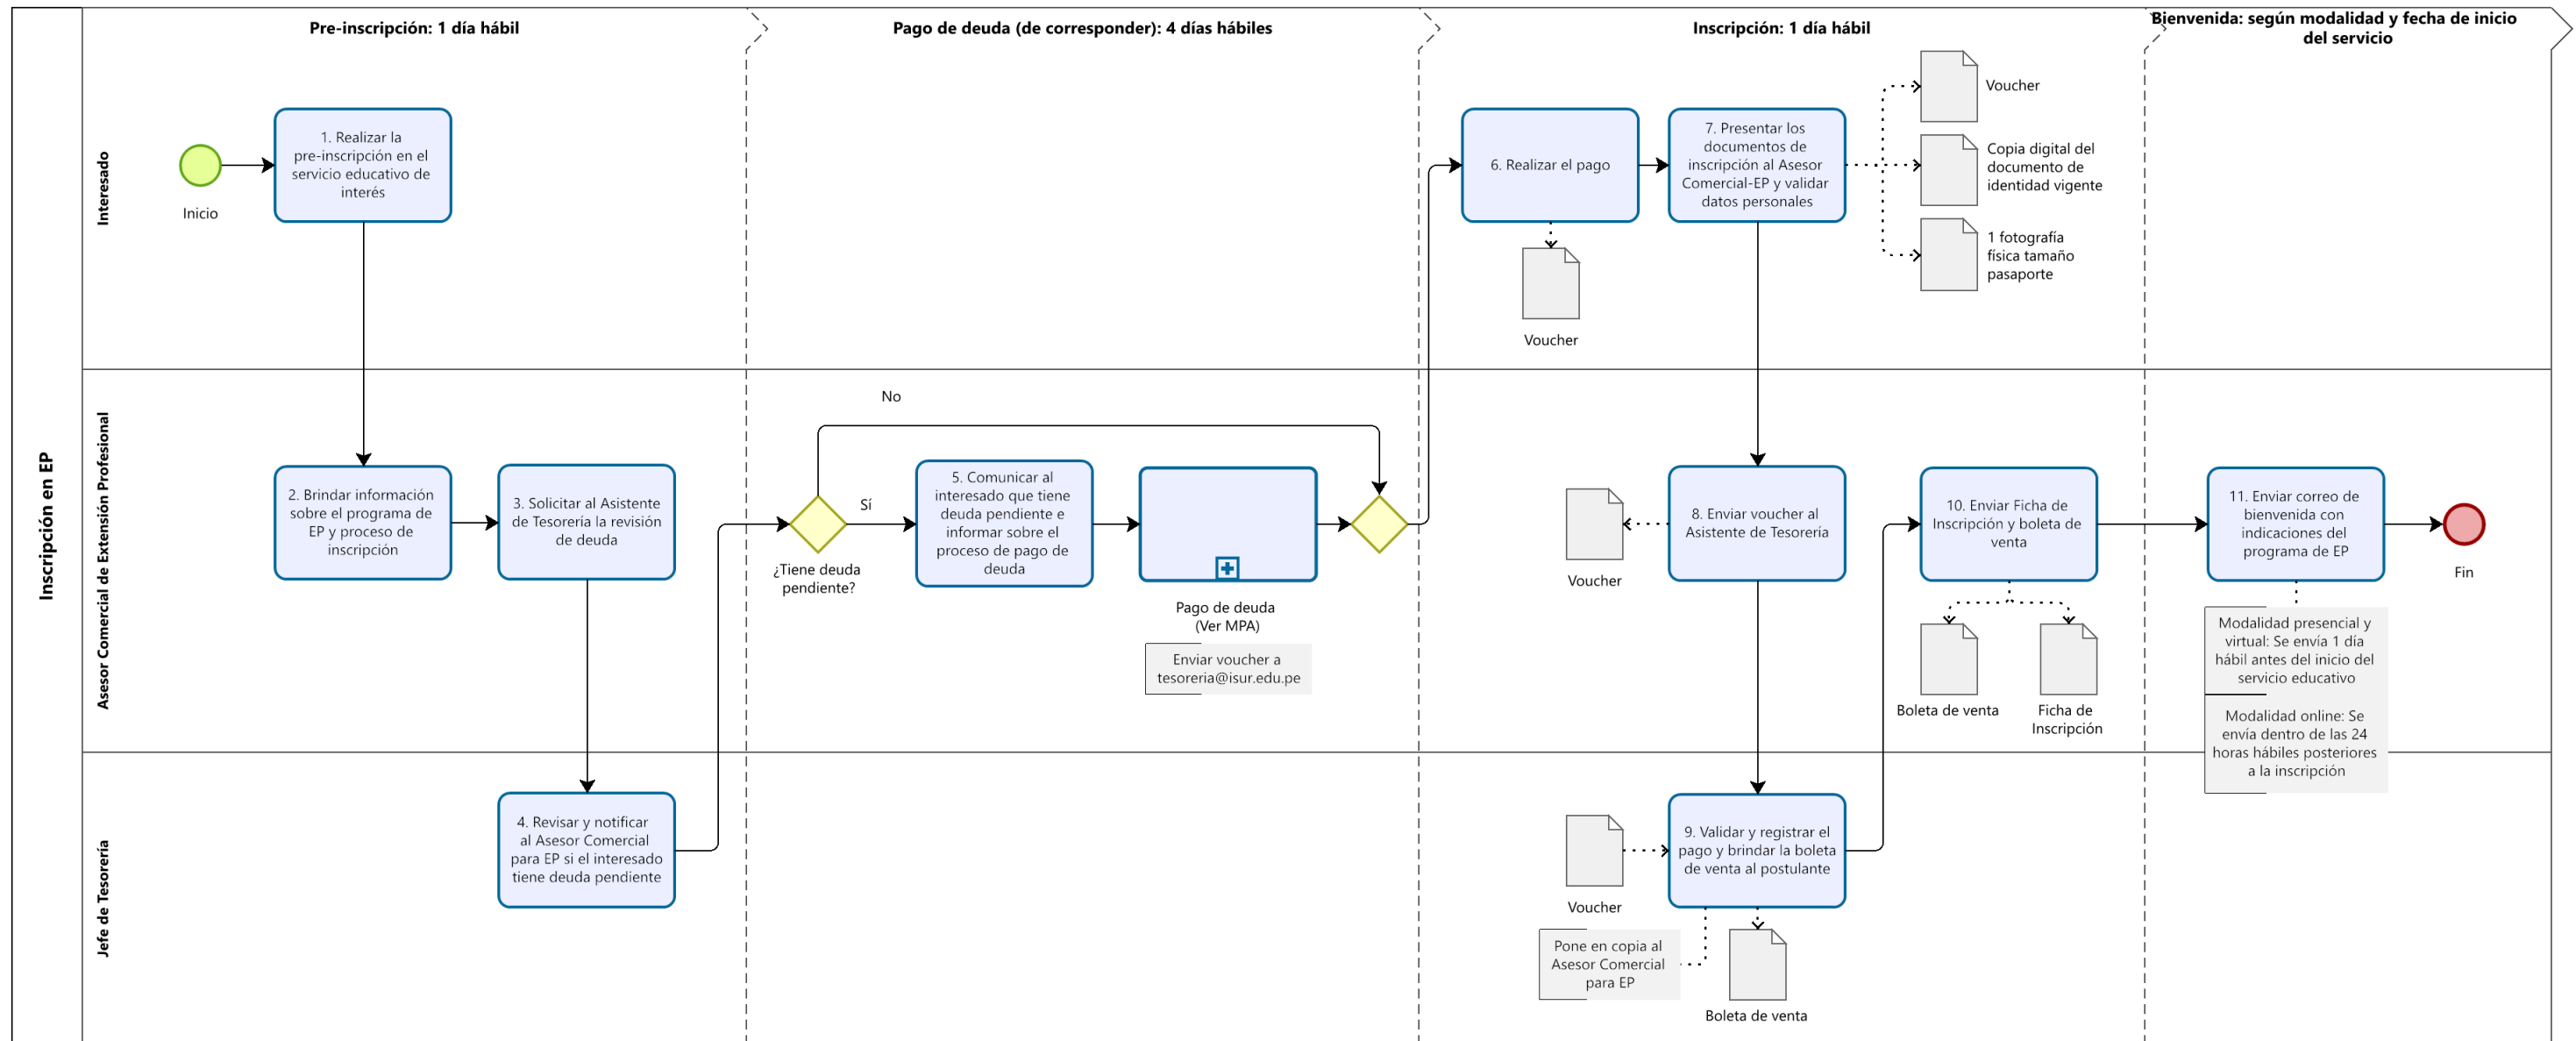 Inscripción en EP
Pre-inscripción: 1 día hábil
Pago de deuda (de corresponder): 4 días hábiles
Inscripción: 1 día hábil
Bienvenida: según modalidad y fecha de inicio
del servicio
Interesado
Inicio
1. Realizar la
pre-inscripción en el
servicio educativo de
interés
6. Realizar el pago
Voucher
7. Presentar los
documentos de
inscripción al Asesor
Comercial-EP y validar
datos personales
Voucher
Copia digital del
documento de
identidad vigente
1 fotografía
física tamaño
pasaporte
Asesor Comercial de Extensión Profesional
2. Brindar información
sobre el programa de
EP y proceso de
inscripción
3. Solicitar al Asistente
de Tesorería la revisión
de deuda
¿Tiene deuda
pendiente?
No
Sí
5. Comunicar al
interesado que tiene
deuda pendiente e
informar sobre el
proceso de pago de
deuda
Pago de deuda
(Ver MPA)
Enviar voucher a
tesoreria@isur.edu.pe
Voucher
8. Enviar voucher al
Asistente de Tesorería
10. Enviar Ficha de
Inscripción y boleta de
venta
Boleta de venta
Ficha de
Inscripción
11. Enviar correo de
bienvenida con
indicaciones del
programa de EP
Fin
Modalidad presencial y
virtual: Se envía 1 día
hábil antes del inicio del
servicio educativo
Modalidad online: Se
envía dentro de las 24
horas hábiles posteriores
a la inscripción
Jefe de Tesorería
4. Revisar y notificar
al Asesor Comercial
para EP si el interesado
tiene deuda pendiente
Voucher
9. Validar y registrar el
pago y brindar la boleta
de venta al postulante
Pone en copia al
Asesor Comercial
para EP
Boleta de venta